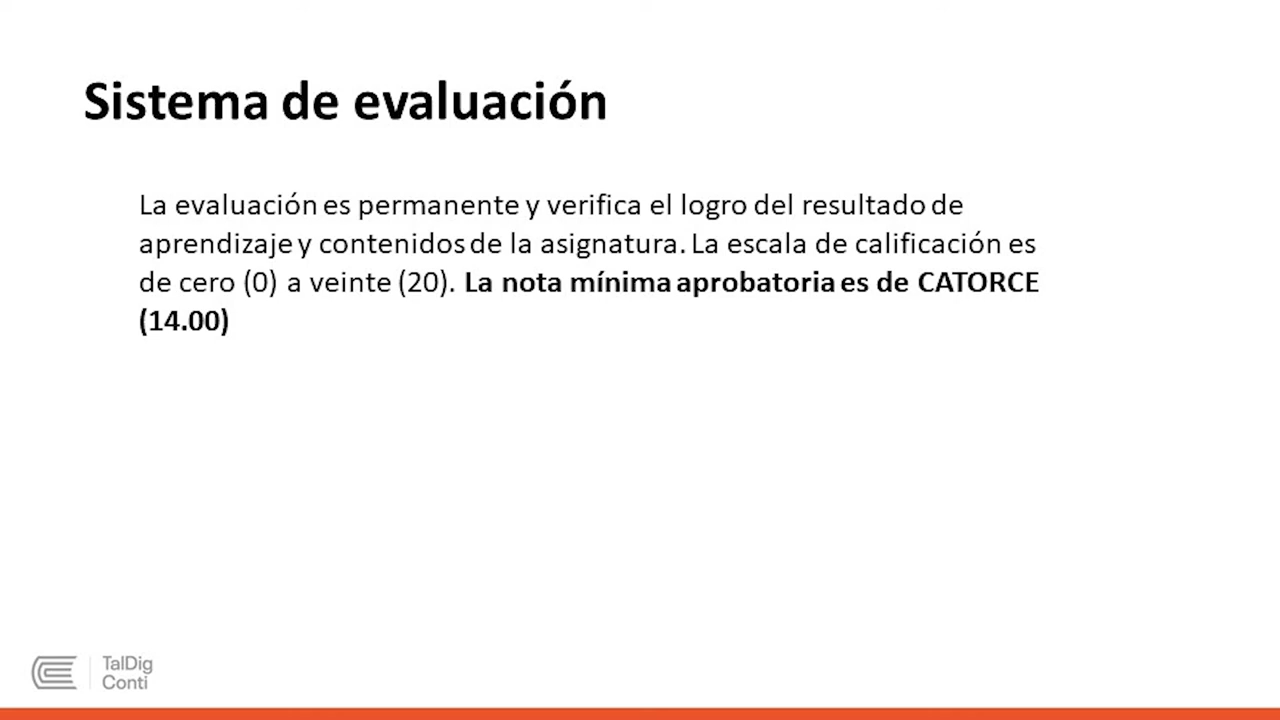 Sistema de evaluación
La evaluación es permanente y verifica el logro del resultado de
aprendizaje y contenidos de la asignatura. La escala de calificación es
de cero (0) a veinte (20). La nota mínima aprobatoria es de CATORCE
(14.00)
TalDig
Conti